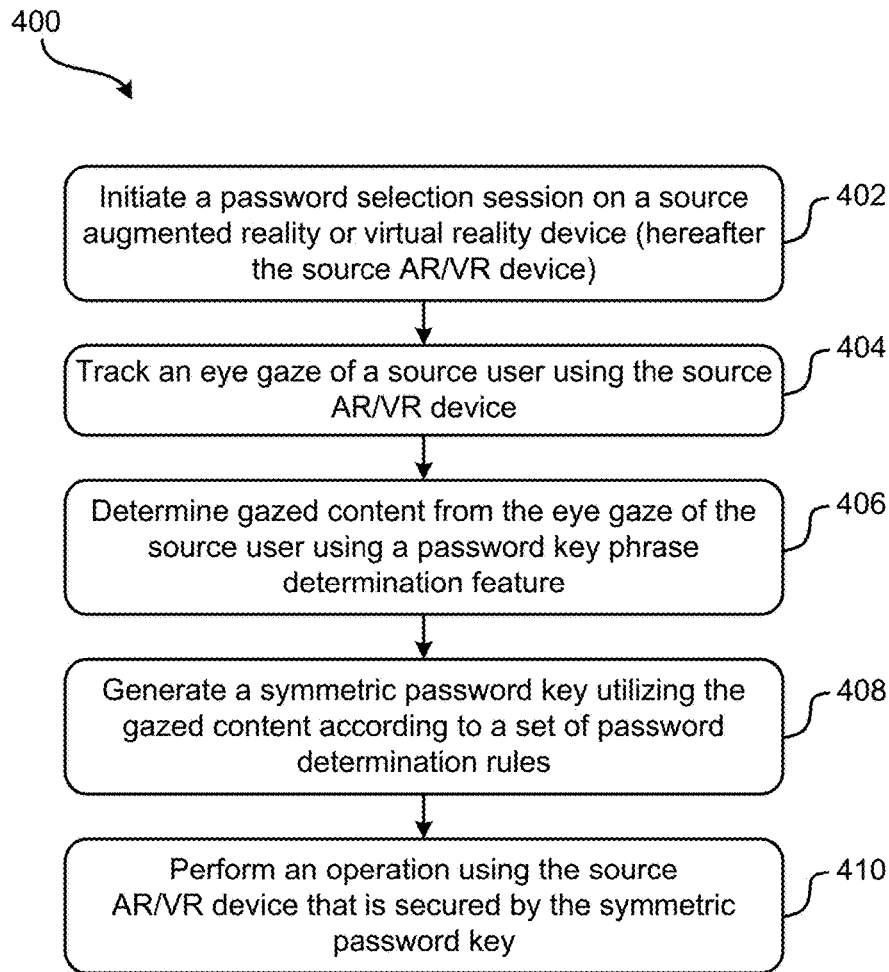 400
Initiate a password selection session on a source
augmented reality or virtual reality device (hereafter
the source AR/VR device)
402
Track an eye gaze of a source user using the source
AR/VR device
404
Determine gazed content from the eye gaze of the
source user using a password key phrase
determination feature
406
Generate a symmetric password key utilizing the
gazed content according to a set of password
determination rules
408
Perform an operation using the source
AR/VR device that is secured by the symmetric
password key
410